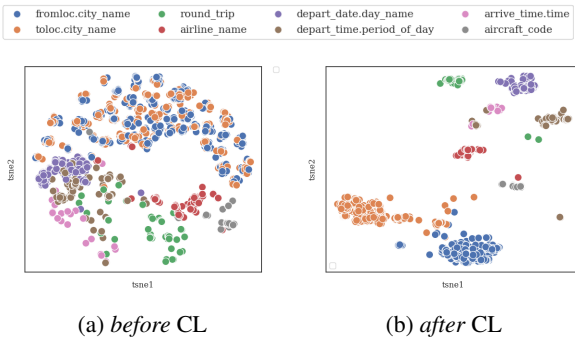 fromloc.city_name round_trip depart_date.day_name arrive_time.time
toloc.city_name airline_name depart_time.period_of_day aircraft_code
tsne2
tsne1
tsne2
tsne1
(a) before CL
(b) after CL